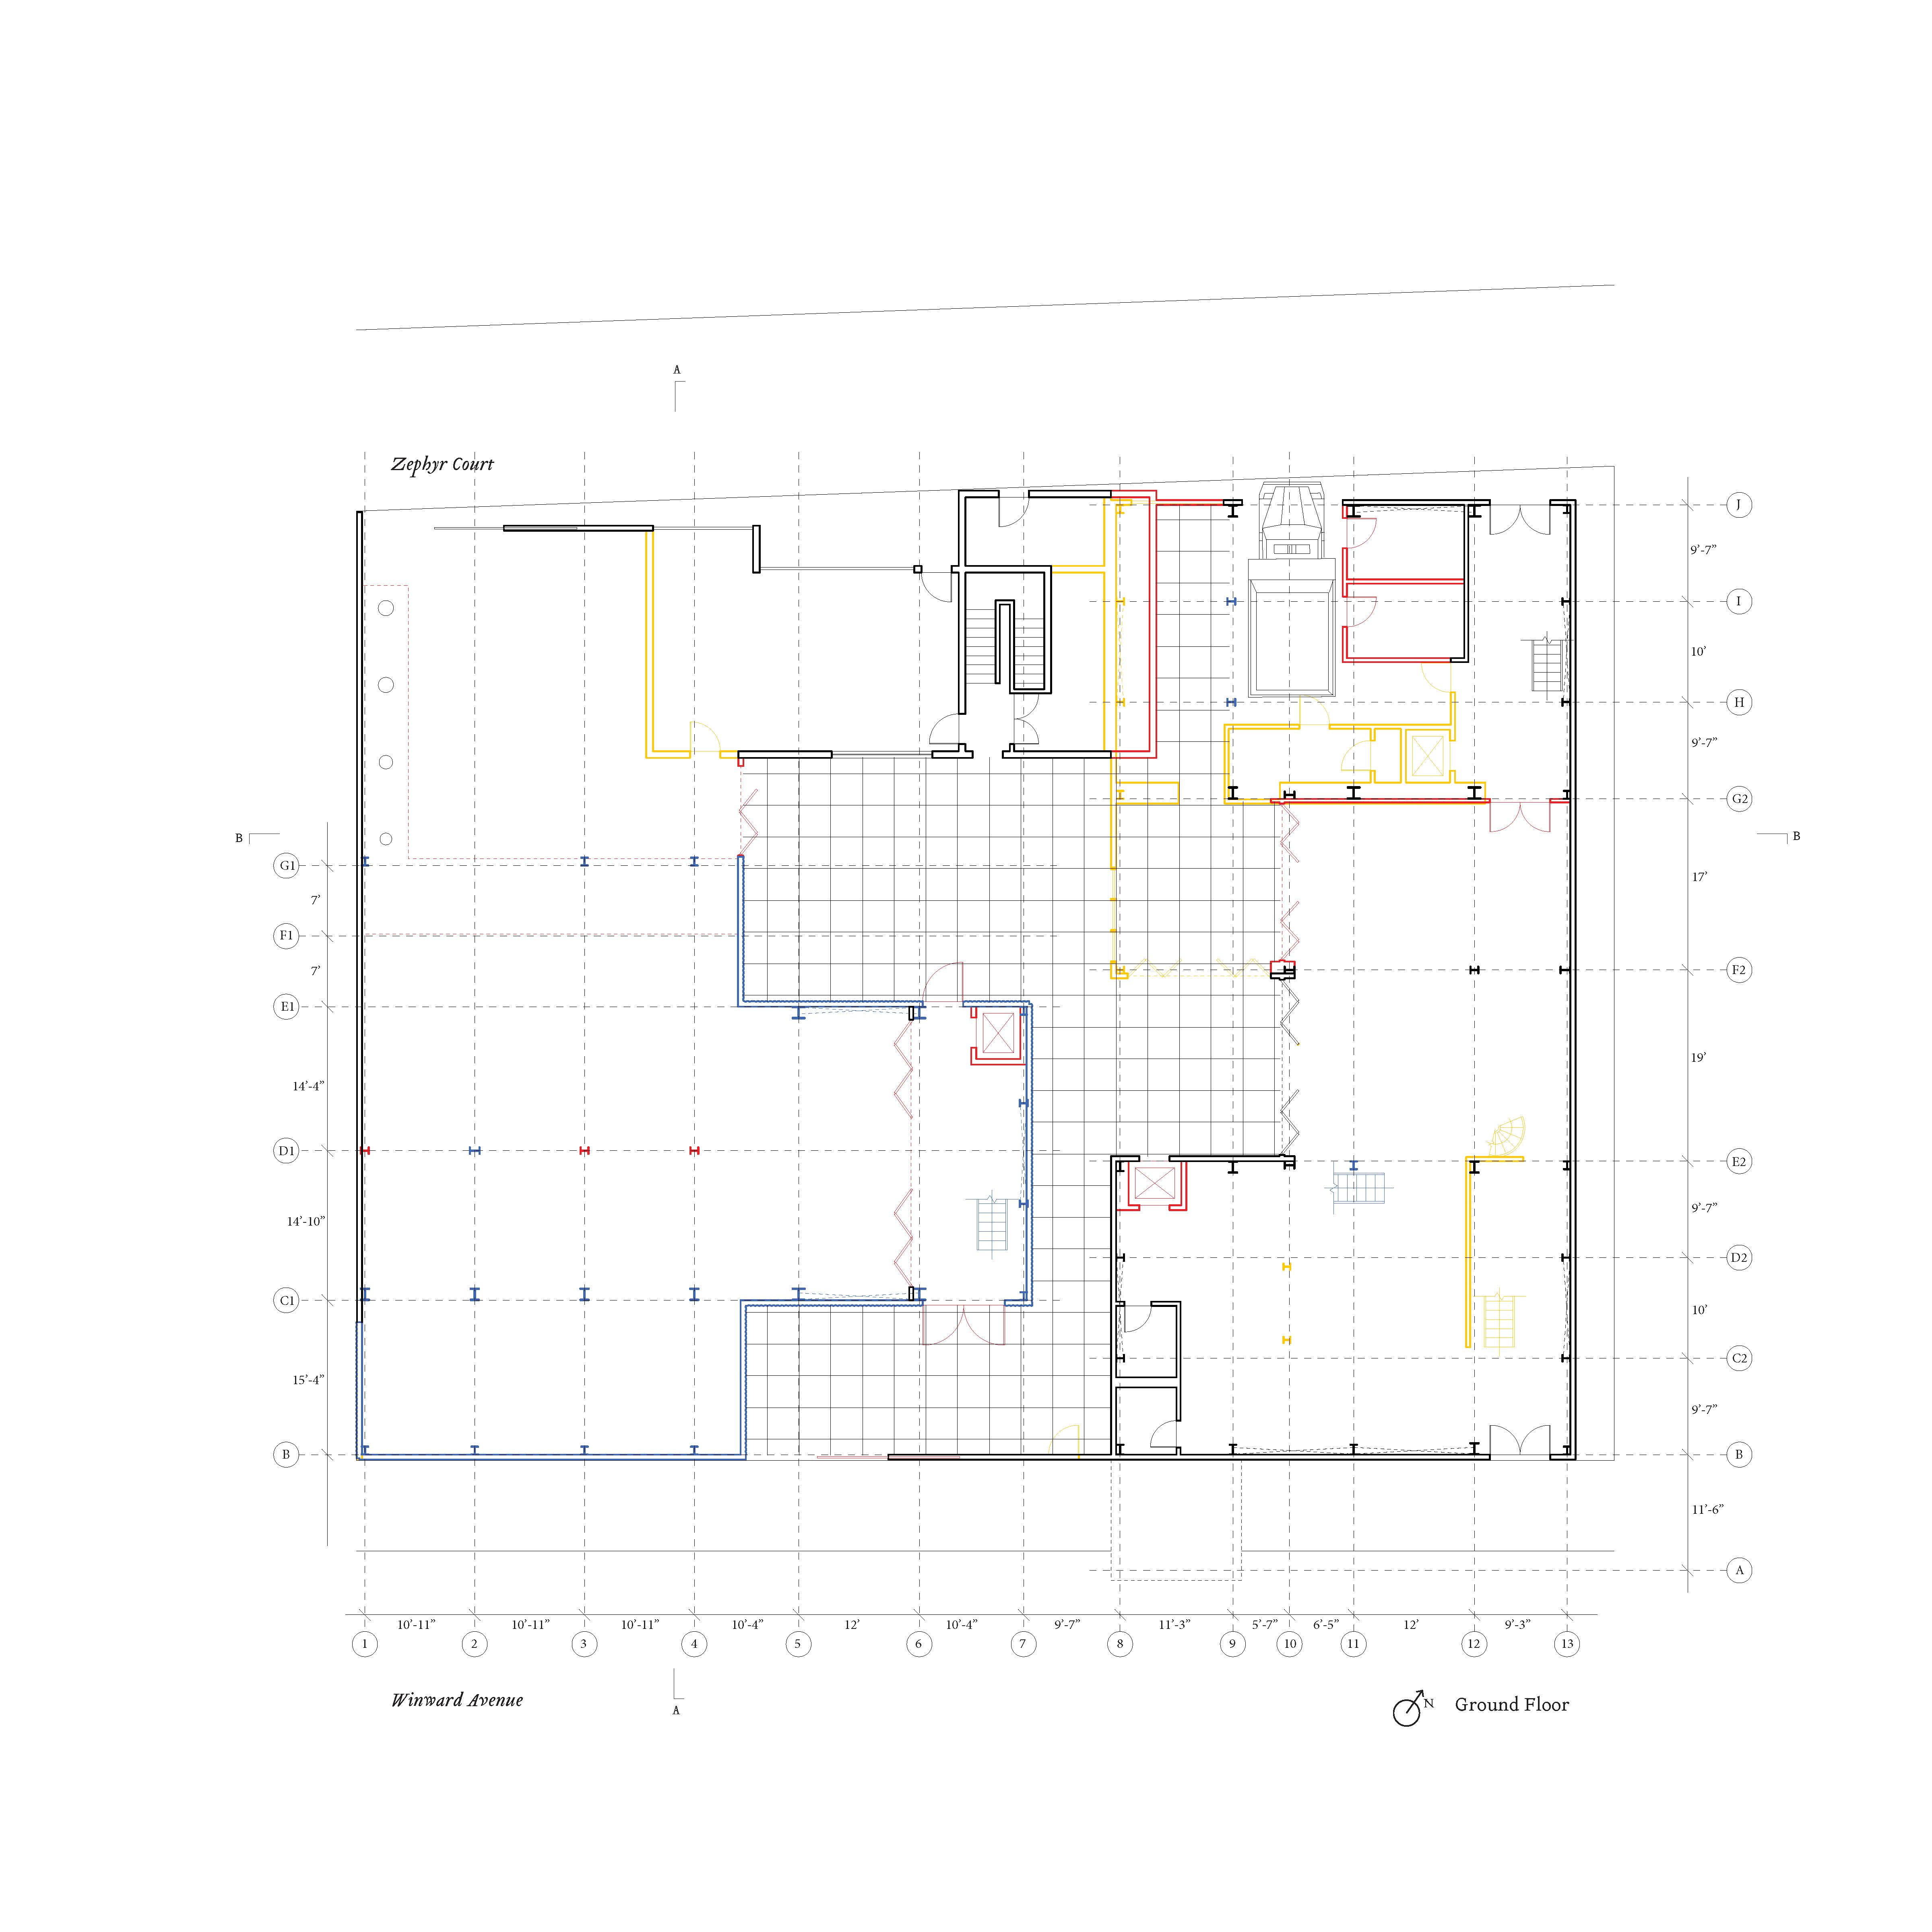 A
Zephyr Court
J
9'-7"
I
10'
H
9'-7"
G2
B
B
G1
17'
7'
F1
7'
F2
E1
19'
14'-4"
D1
E2
14'-10"
9'-7"
D2
C1
10'
C2
15'-4"
9'-7"
B
B
11'-6"
A
10'-11" 10'-11" 10'-11" 10'-4" 12' 10'-4" 9'-7" 11'-3" 5'-7" 6'-5" 12' 9'-3"
1 2 3 4 5 6 7 8 9 10 11 12 13
Winward Avenue
A
N
Ground Floor